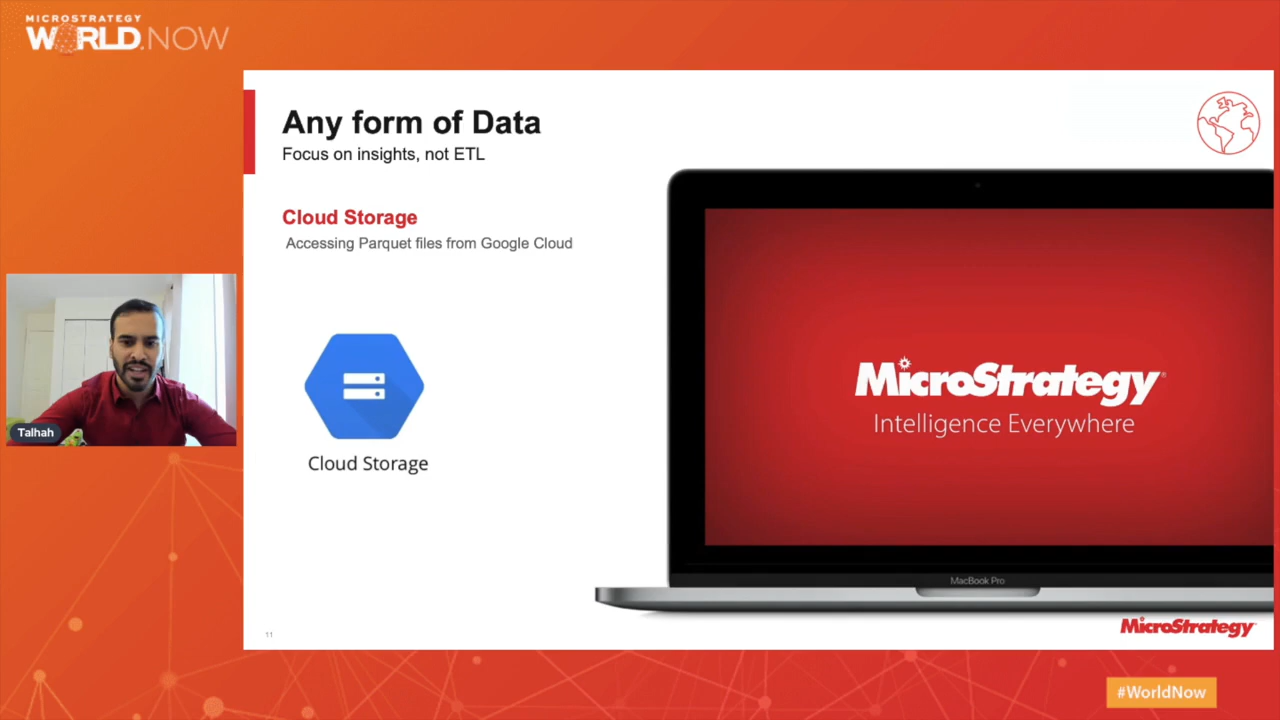 MICROSTRATEGY
WORLD.NOW
Any form of Data
Focus on insights, not ETL
Cloud Storage
Accessing Parquet files from Google Cloud
MicroStrategy®
Intelligence Everywhere
Talhah
Cloud Storage
MacBook Pro
MicroStrategy
11
#WorldNow